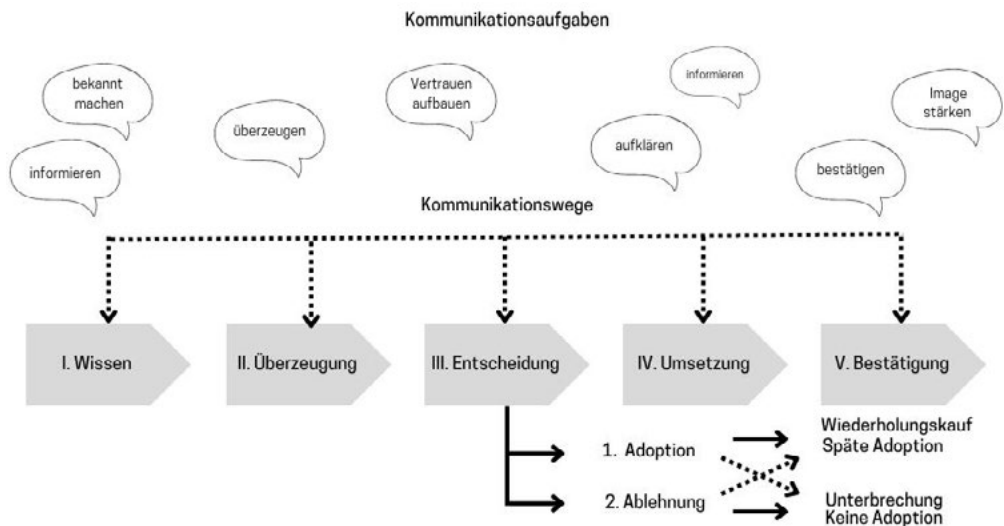 Kommunikationsaufgaben
bekannt
machen
informieren
überzeugen
Vertrauen
aufbauen
informieren
aufklären
Image
stärken
bestätigen
Kommunikationswege
I. Wissen
II. Überzeugung
III. Entscheidung
IV. Umsetzung
V. Bestätigung
1. Adoption
2. Ablehnung
Wiederholungskauf
Späte Adoption
Unterbrechung
Keine Adoption